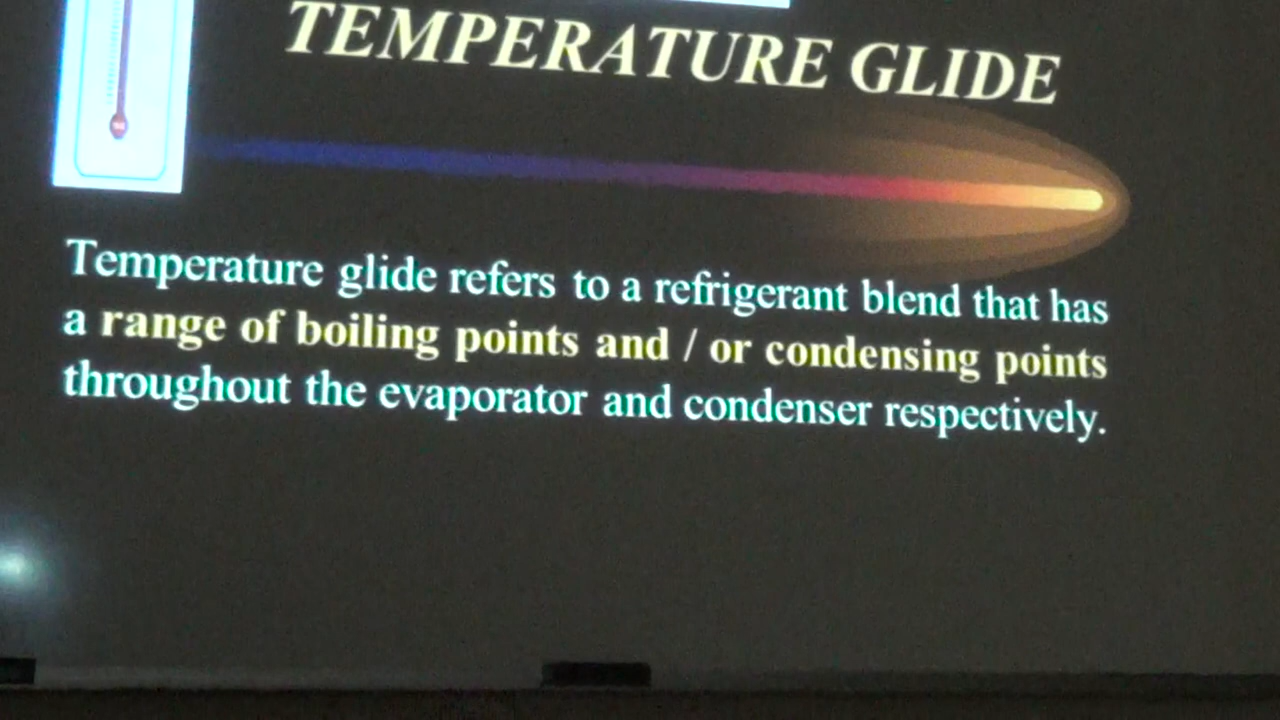 TEMPERATURE GLIDE
Temperature glide refers to a refrigerant blend that has
a range of boiling points and / or condensing points
throughout the evaporator and condenser respectively.